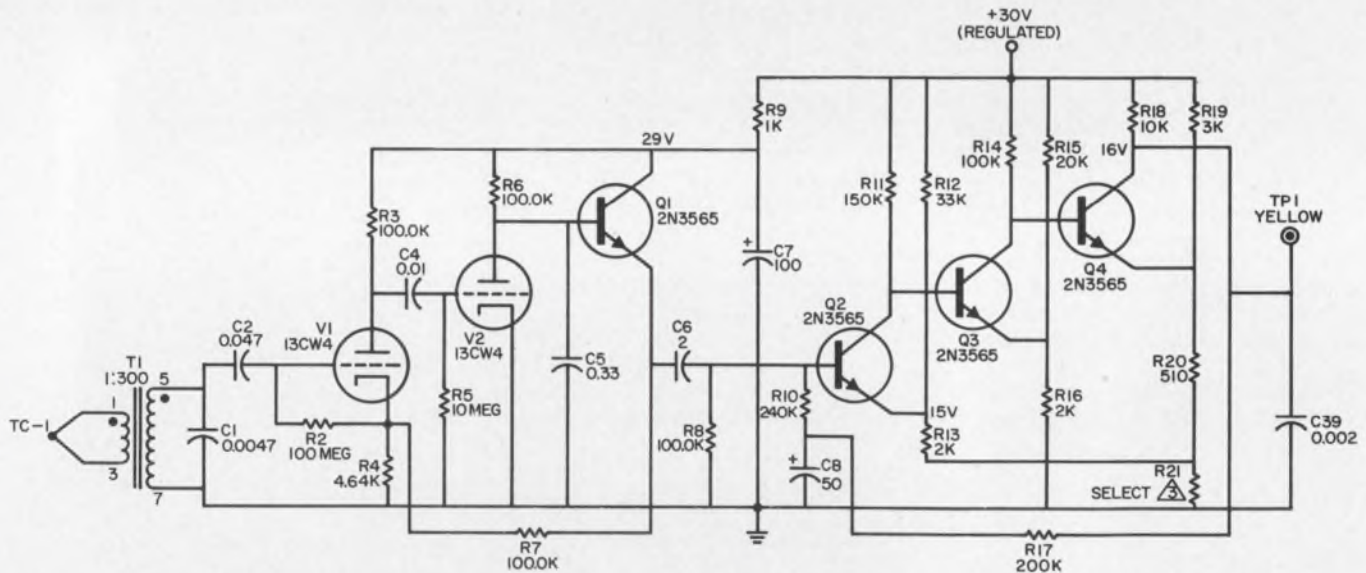 +30V
(REGULATED)
R9
1K
R18
10K
R19
3K
29V
R14
100K
R15
20K
16V
R6
100.0K
Q1
2N3565
R11
150K
R12
33K
TP1
YELLOW
R3
100.0K
Q4
2N3565
C4
0.01
C7
100
+
Q2
2N3565
V2
13CW4
Q3
2N3565
C2
0.047
V1
13CW4
C6
2
C5
0.33
R20
510
T1
1:300
5
R5
10 MEG
R10
240K
R16
2K
1
15V
C39
0.002
TC-1
C1
0.0047
R2
100 MEG
R8
100.0K
R13
2K
3
R4
4.64K
+
C8
50
R21
SELECT 3
7
R7
100.0K
R17
200K